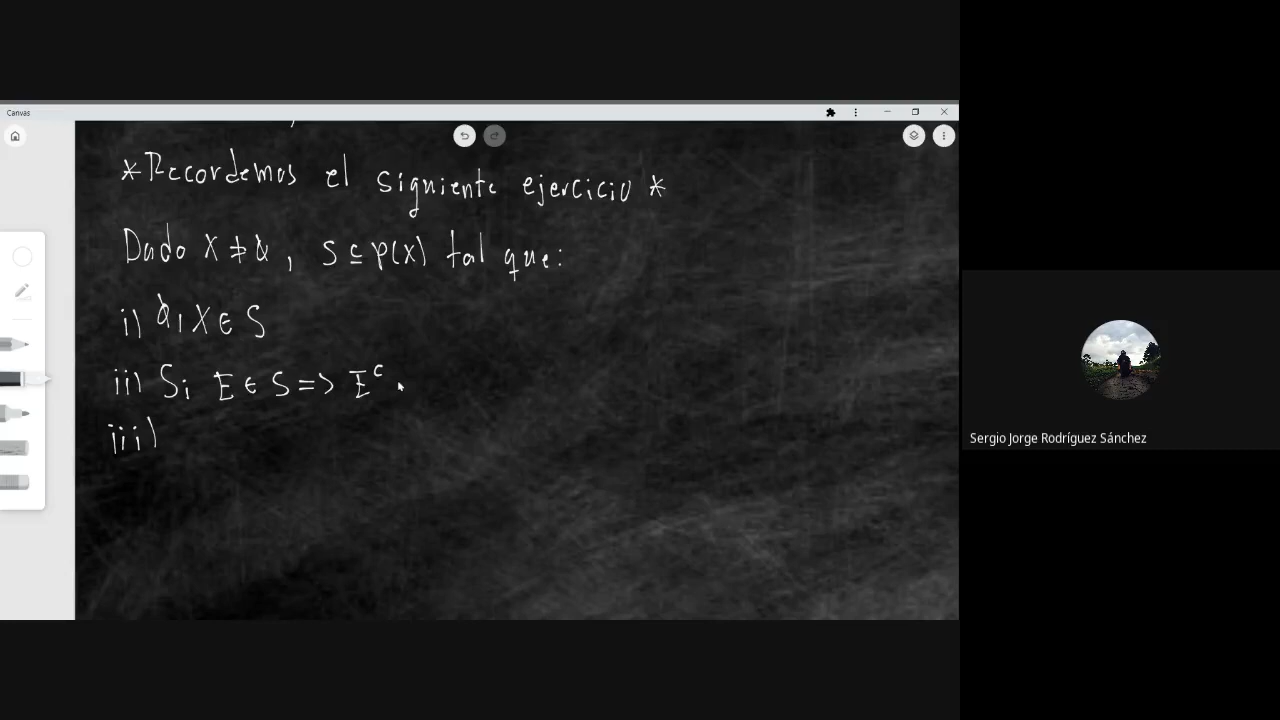 Canvas
*Recordemos el siguiente ejercicio*
Dado X ≠ ∅, S ⊆ P(X) tal que:
i) ∅, X ∈ S
ii) Si E ∈ S => E^c
iii)
Sergio Jorge Rodríguez Sánchez